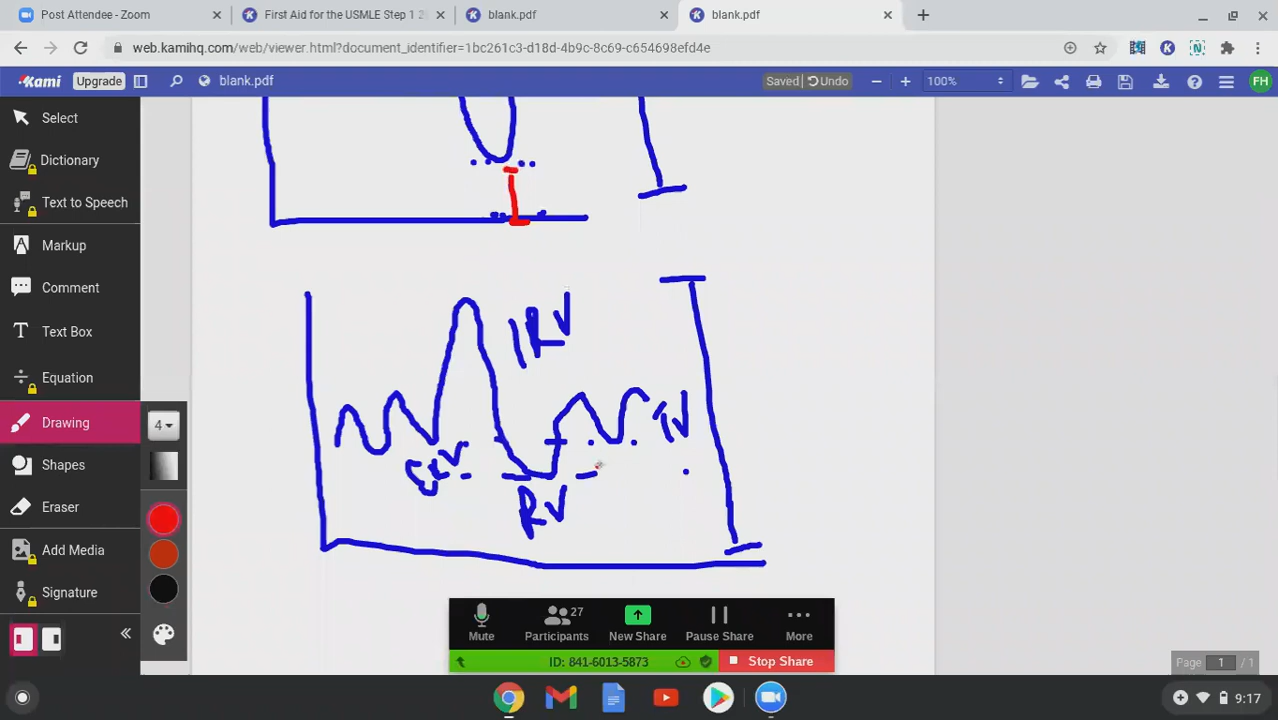 Post Attendee - Zoom
First Aid for the USMLE Step 1 2
blank.pdf
blank.pdf
web.kamihq.com/web/viewer.html?document_identifier=1bc261c3-d18d-4b9c-8c69-c654698efd4e
Kami
Upgrade
blank.pdf
Saved
Undo
100%
FH
Select
Dictionary
Text to Speech
Markup
Comment
Text Box
Equation
Drawing
Shapes
Eraser
Add Media
Signature
4
IRV
TV
RV
Mute
Participants
27
New Share
Pause Share
More
ID: 841-6013-5873
Stop Share
Page 1 / 1
9:17